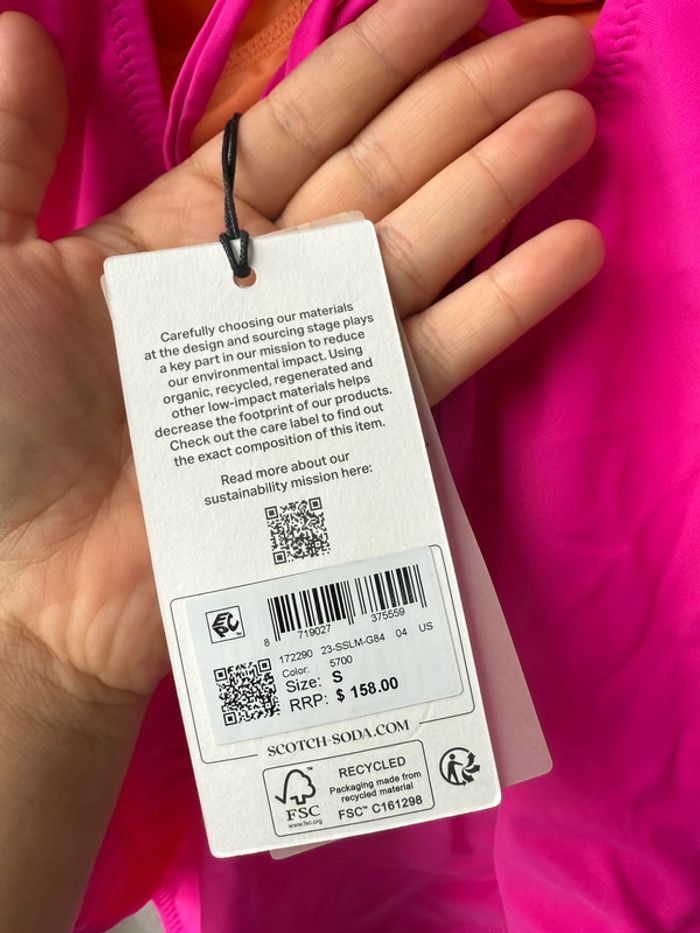 Carefully choosing our materials
at the design and sourcing stage plays
a key part in our mission to reduce
our environmental impact. Using
organic, recycled, regenerated and
other low-impact materials helps
decrease the footprint of our products.
Check out the care label to find out
the exact composition of this item.
Read more about our
sustainability mission here:
EPC
8 719027 375559
172290 23-SSLM-G84 04 US
Color: 5700
Size: S
RRP: $ 158.00
SCOTCH-SODA.COM
FSC™
www.fsc.org
RECYCLED
Packaging made from
recycled material
FSC™ C161298